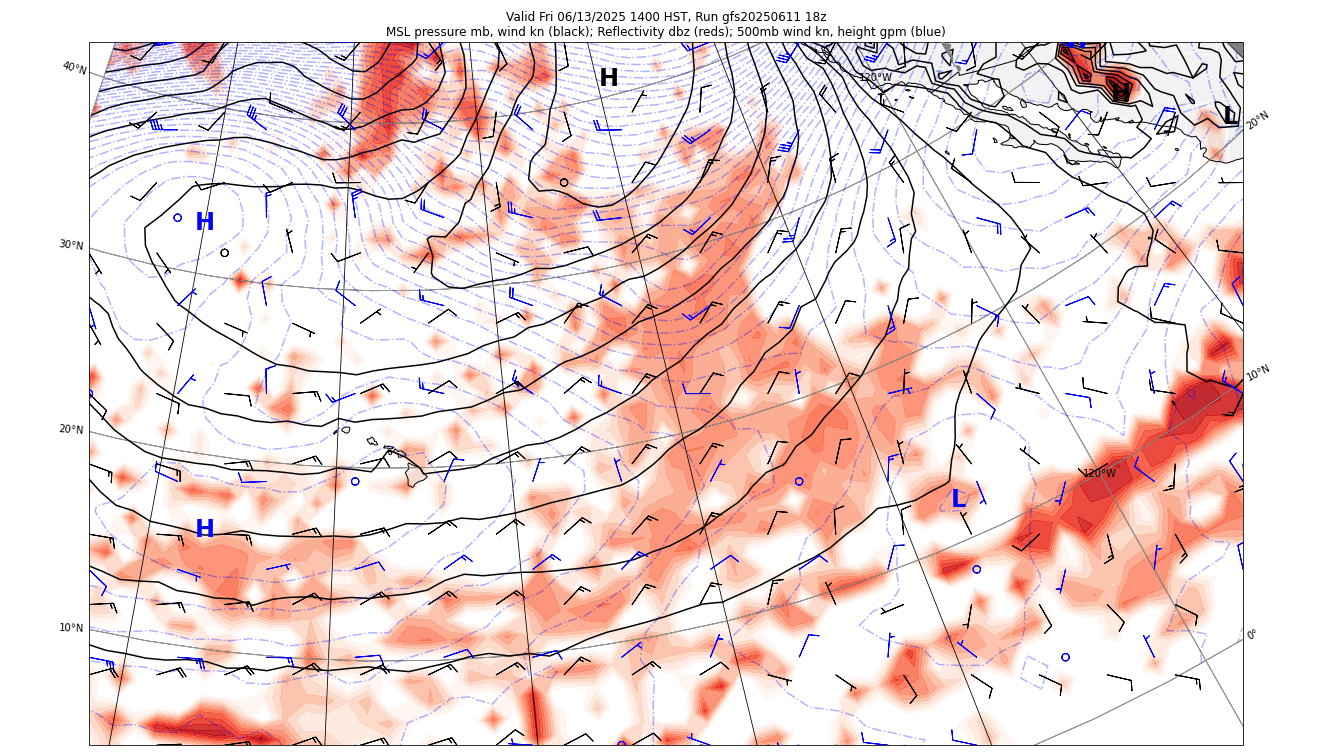 Valid Fri 06/13/2025 1400 HST, Run gfs20250611 18z
MSL pressure mb, wind kn (black); Reflectivity dbz (reds); 500mb wind kn, height gpm (blue)
40°N
H
120°W
H
L
20°N
H
30°N
10°N
20°N
120°W
L
H
10°N
0°